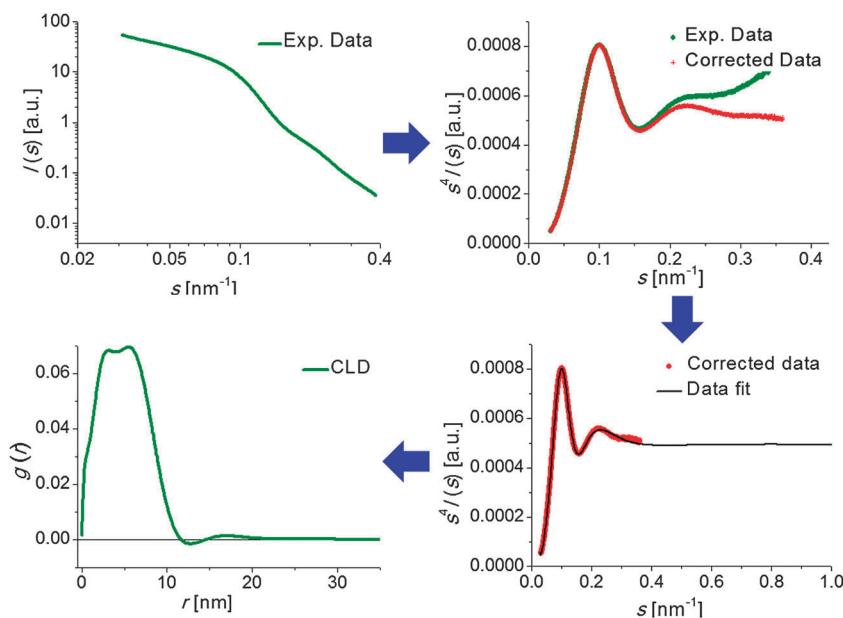 100
10
1
0.1
0.01
I(s) [a.u.]
Exp. Data
0.02 0.05 0.1 0.2 0.4
s [nm⁻¹]
0.0008
0.0006
0.0004
0.0002
0.0000
s⁴I(s) [a.u.]
Exp. Data
Corrected Data
0.1 0.2 0.3 0.4
s [nm⁻¹]
0.06
0.04
0.02
0.00
g(r)
CLD
0 10 20 30
r [nm]
0.0008
0.0006
0.0004
0.0002
0.0000
s⁴I(s) [a.u.]
Corrected data
Data fit
0.0 0.2 0.4 0.6 0.8 1.0
s [nm⁻¹]